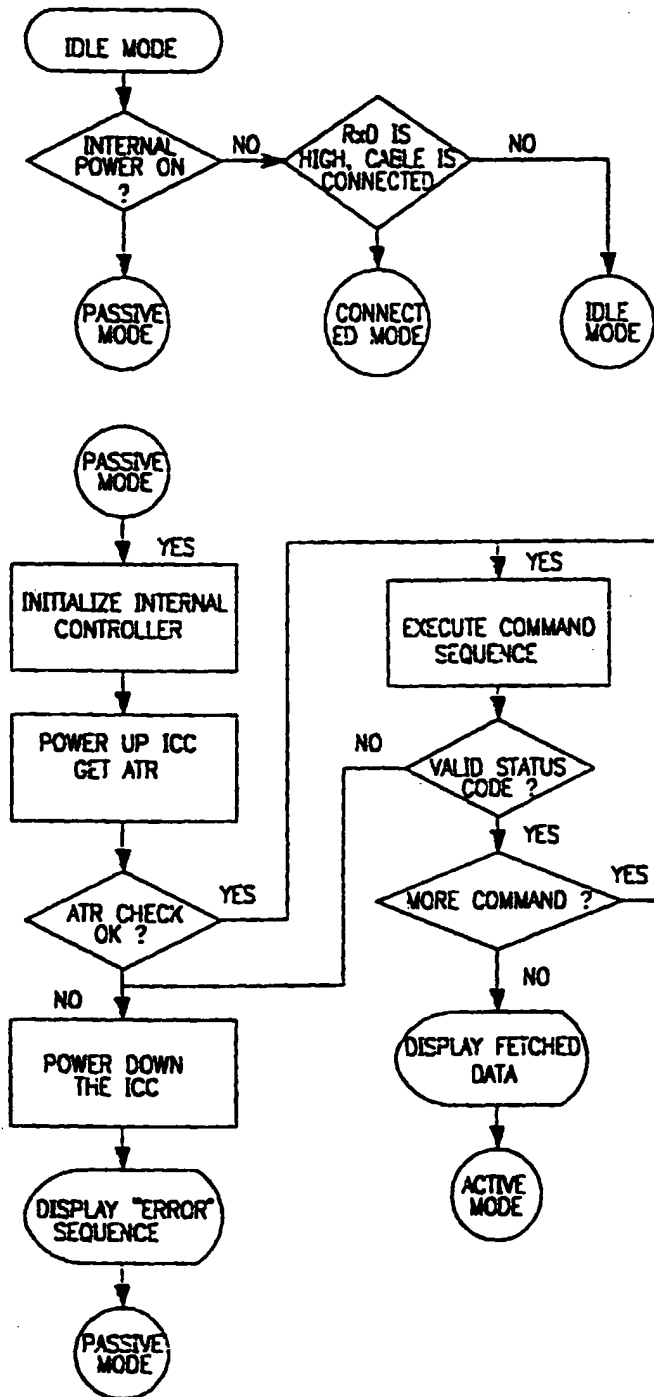 IDLE MODE
INTERNAL
POWER ON
?
NO
RxD IS
HIGH, CABLE IS
CONNECTED
NO
PASSIVE
MODE
CONNECT
ED MODE
IDLE
MODE
PASSIVE
MODE
YES
INITIALIZE INTERNAL
CONTROLLER
POWER UP ICC
GET ATR
ATR CHECK
OK ?
YES
NO
POWER DOWN
THE ICC
DISPLAY "ERROR"
SEQUENCE
PASSIVE
MODE
YES
EXECUTE COMMAND
SEQUENCE
NO
VALID STATUS
CODE ?
YES
MORE COMMAND ?
YES
NO
DISPLAY FETCHED
DATA
ACTIVE
MODE